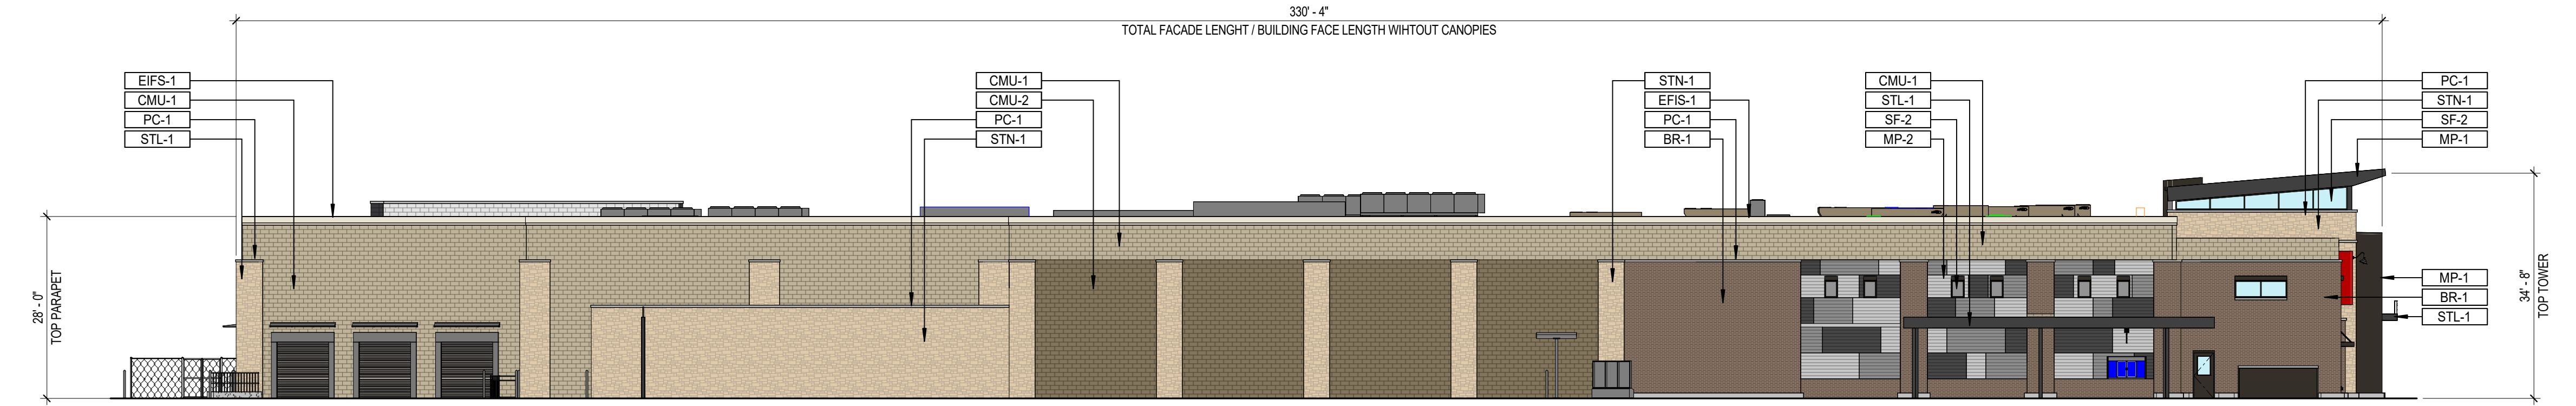 330' - 4"
TOTAL FACADE LENGHT / BUILDING FACE LENGTH WIHTOUT CANOPIES
EIFS-1
CMU-1
PC-1
STL-1
CMU-1
CMU-2
PC-1
STN-1
STN-1
EFIS-1
PC-1
BR-1
CMU-1
STL-1
SF-2
MP-2
PC-1
STN-1
SF-2
MP-1
MP-1
BR-1
STL-1
28' - 0"
TOP PARAPET
34' - 8"
TOP TOWER